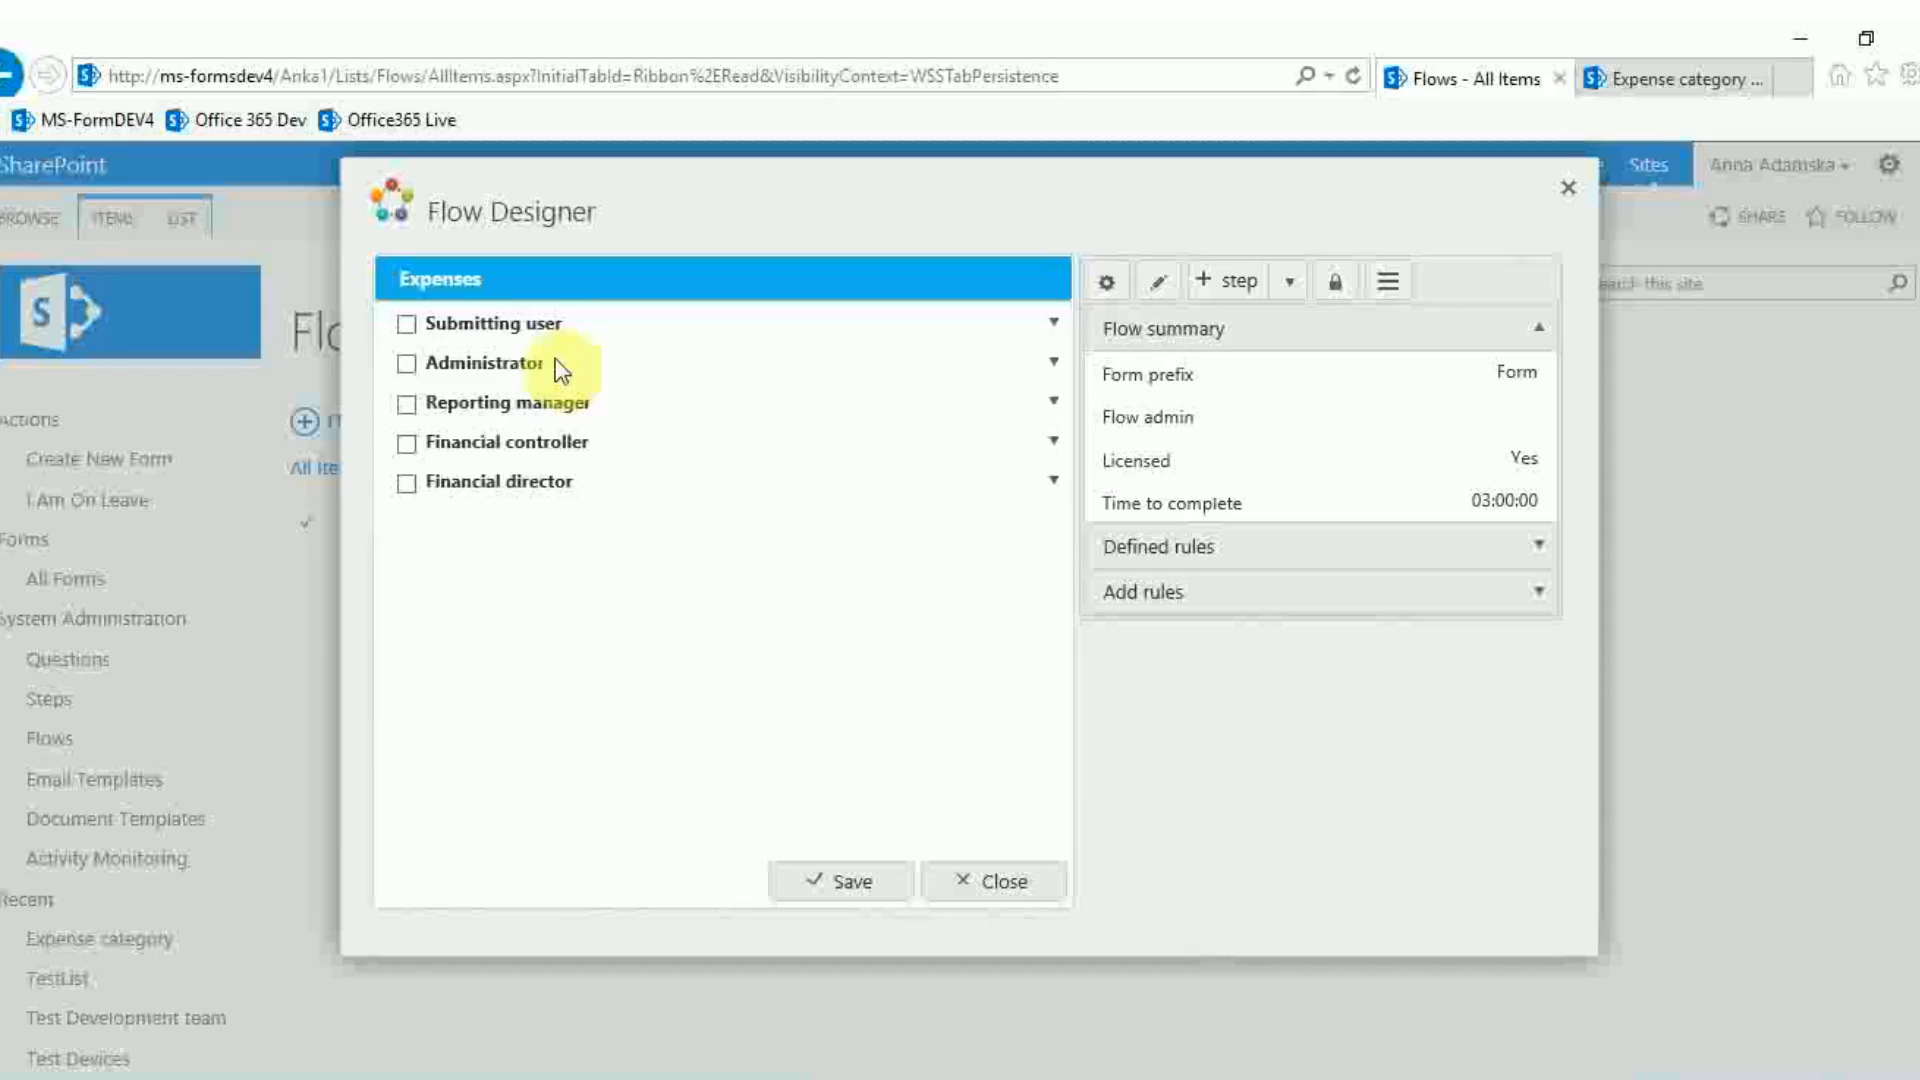 http://ms-formsdev4/Anka1/Lists/Flows/AllItems.aspx?InitialTabId=Ribbon%2ERead&VisibilityContext=WSSTabPersistence
Flows - All Items
Expense category ...
MS-FormDEV4
Office 365 Dev
Office365 Live
SharePoint
Sites
Anna Adamska
BROWSE
ITEMS
LIST
SHARE
FOLLOW
Flow Designer
Expenses
step
Search this site
Submitting user
Flow summary
Administrator
Form prefix
Form
Reporting manager
Flow admin
Actions
Financial controller
Licensed
Yes
Create New Form
All Ite
Financial director
Time to complete
03:00:00
I Am On Leave
Forms
Defined rules
All Forms
Add rules
System Administration
Questions
Steps
Flows
Email Templates
Document Templates
Activity Monitoring
Save
Close
Recent
Expense category
TestList
Test Development team
Test Devices